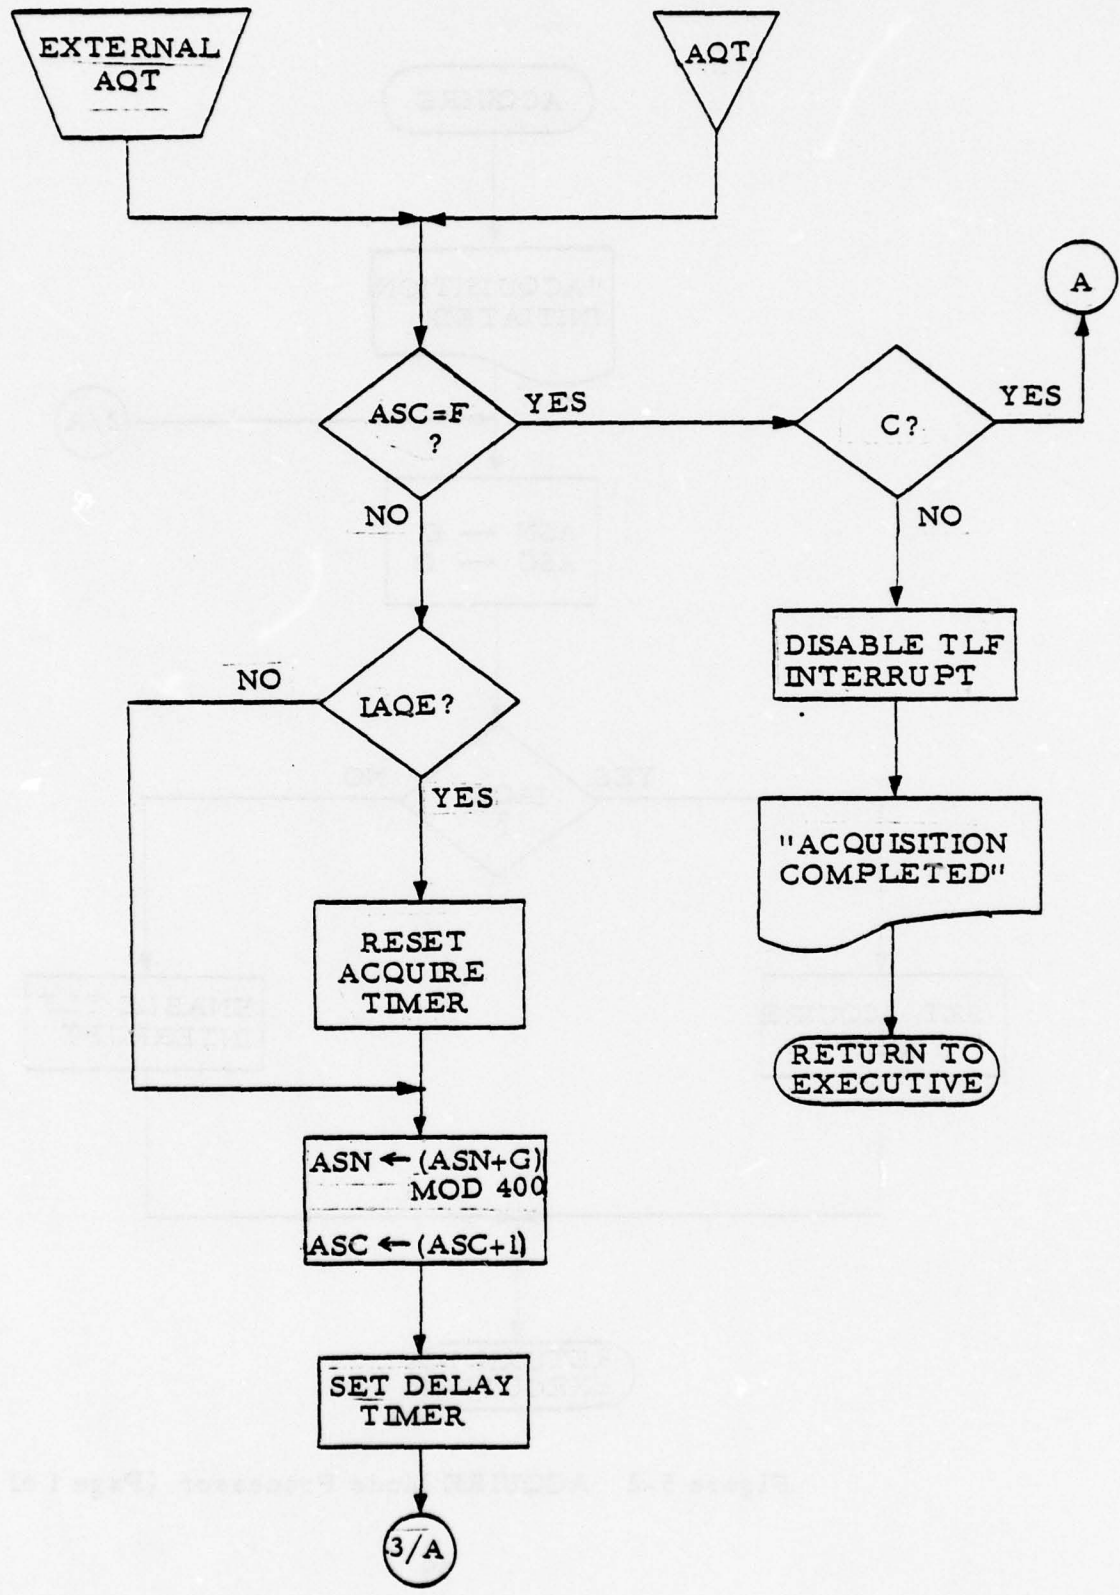 EXTERNAL
AQT
AQT
A
ASC=F
?
YES
C?
YES
NO
NO
DISABLE TLF
INTERRUPT
NO
IAQE?
YES
"ACQUISITION
COMPLETED"
RESET
ACQUIRE
TIMER
RETURN TO
EXECUTIVE
ASN ← (ASN+G)
MOD 400
ASC ← (ASC+1)
SET DELAY
TIMER
3/A